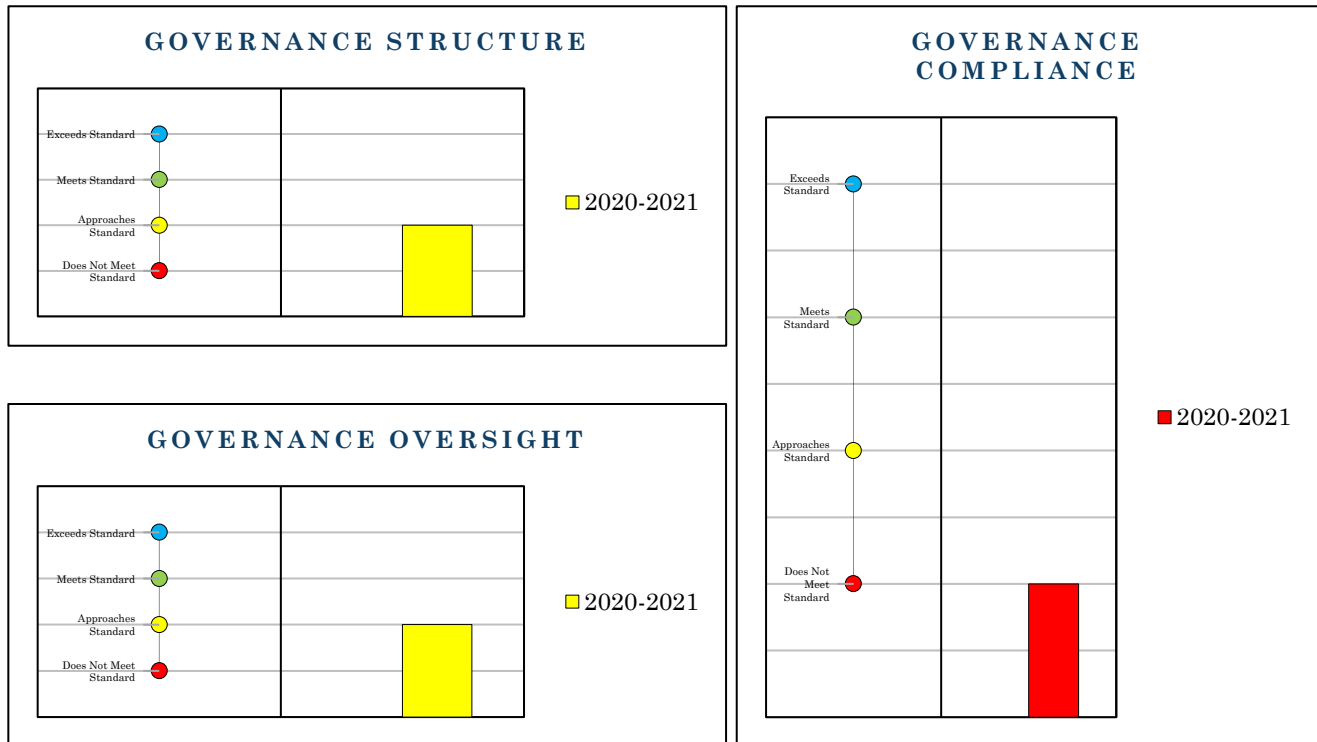 GOVERNANCE STRUCTURE
Exceeds Standard
Meets Standard
Approaches
Standard
Does Not Meet
Standard
2020-2021
GOVERNANCE OVERSIGHT
Exceeds Standard
Meets Standard
Approaches
Standard
Does Not Meet
Standard
2020-2021
GOVERNANCE
COMPLIANCE
Exceeds
Standard
Meets
Standard
Approaches
Standard
Does Not
Meet
Standard
2020-2021